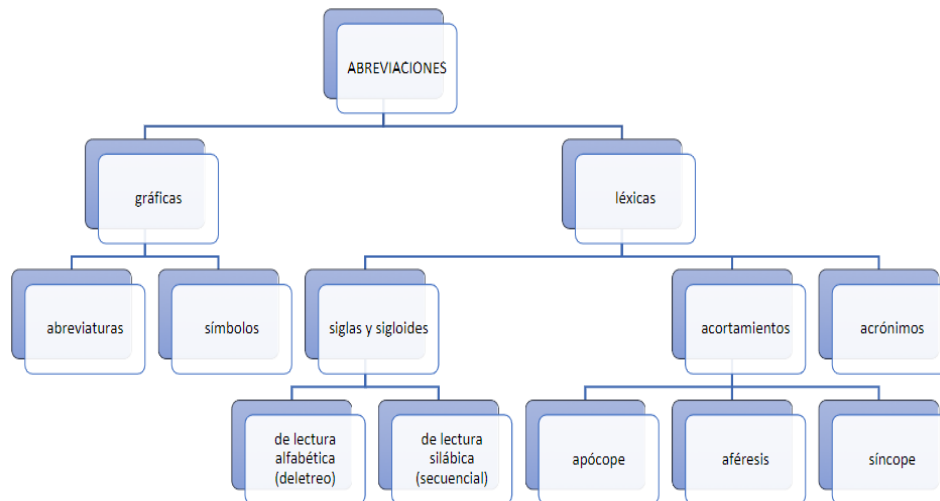 ABREVIACIONES
gráficas
léxicas
abreviaturas
símbolos
siglas y sigloides
acortamientos
acrónimos
de lectura
alfabética
(deletreo)
de lectura
silábica
(secuencial)
apócope
aféresis
síncope